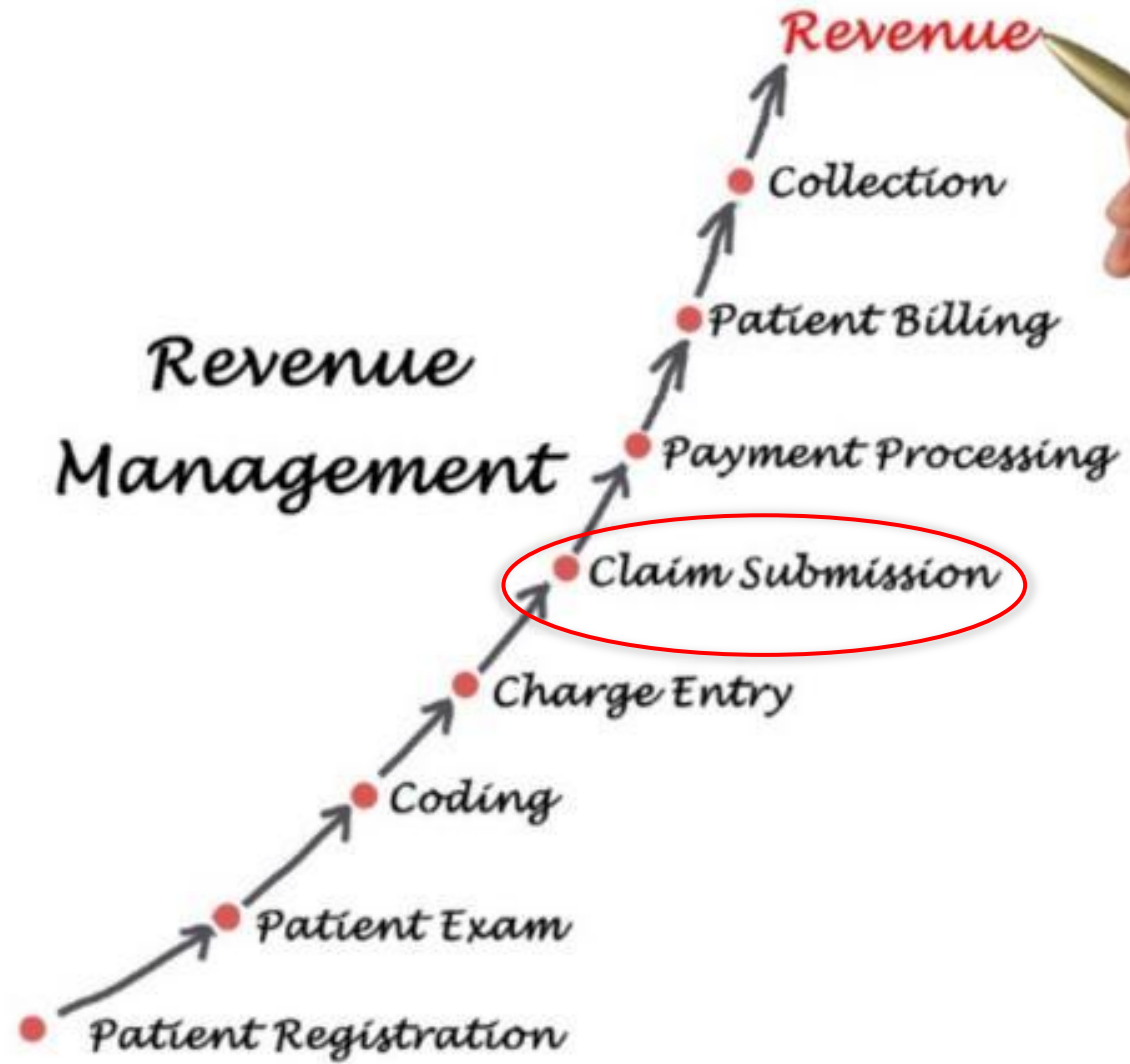 Revenue
Collection
Patient Billing
Revenue
Management
Payment Processing
Claim Submission
Charge Entry
Coding
Patient Exam
Patient Registration